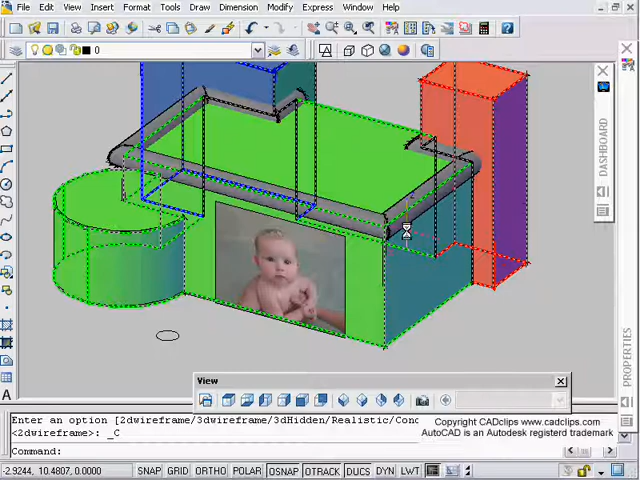 File Edit View Insert Format Tools Draw Dimension Modify Express Window Help
0
DASHBOARD
PROPERTIES
View
Enter an option [2dwireframe/3dwireframe/3dHidden/Realistic/Conc
<2dwireframe>: _C
Copyright CADclips www.cadclips.com
AutoCAD is an Autodesk registerd trademark
Command:
-2.9244, 10.4807, 0.0000 SNAP GRID ORTHO POLAR OSNAP OTRACK DUCS DYN LWT